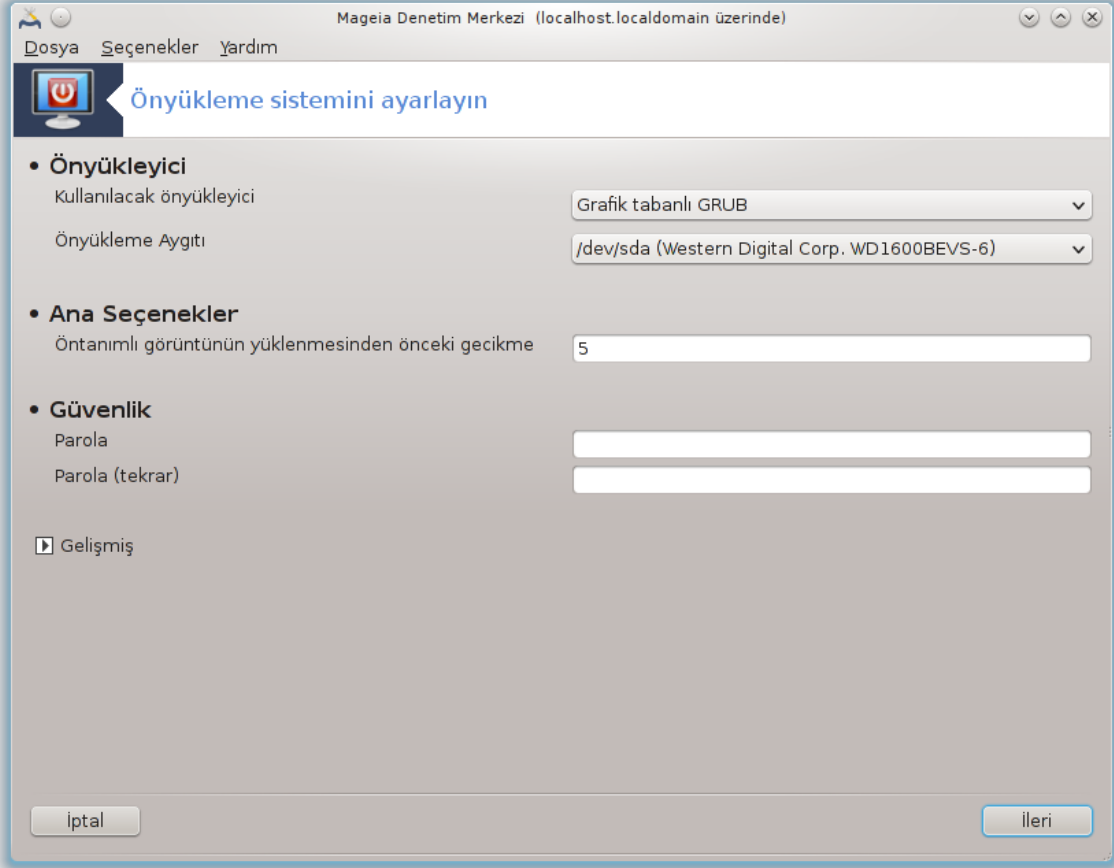 Mageia Denetim Merkezi (localhost.localdomain üzerinde)
Dosya Seçenekler Yardım
Önyükleme sistemini ayarlayın
• Önyükleyici
Kullanılacak önyükleyici
Grafik tabanlı GRUB
Önyükleme Aygıtı
/dev/sda (Western Digital Corp. WD1600BEVS-6)
• Ana Seçenekler
Öntanımlı görüntünün yüklenmesinden önceki gecikme
5
• Güvenlik
Parola
Parola (tekrar)
Gelişmiş
İptal
İleri